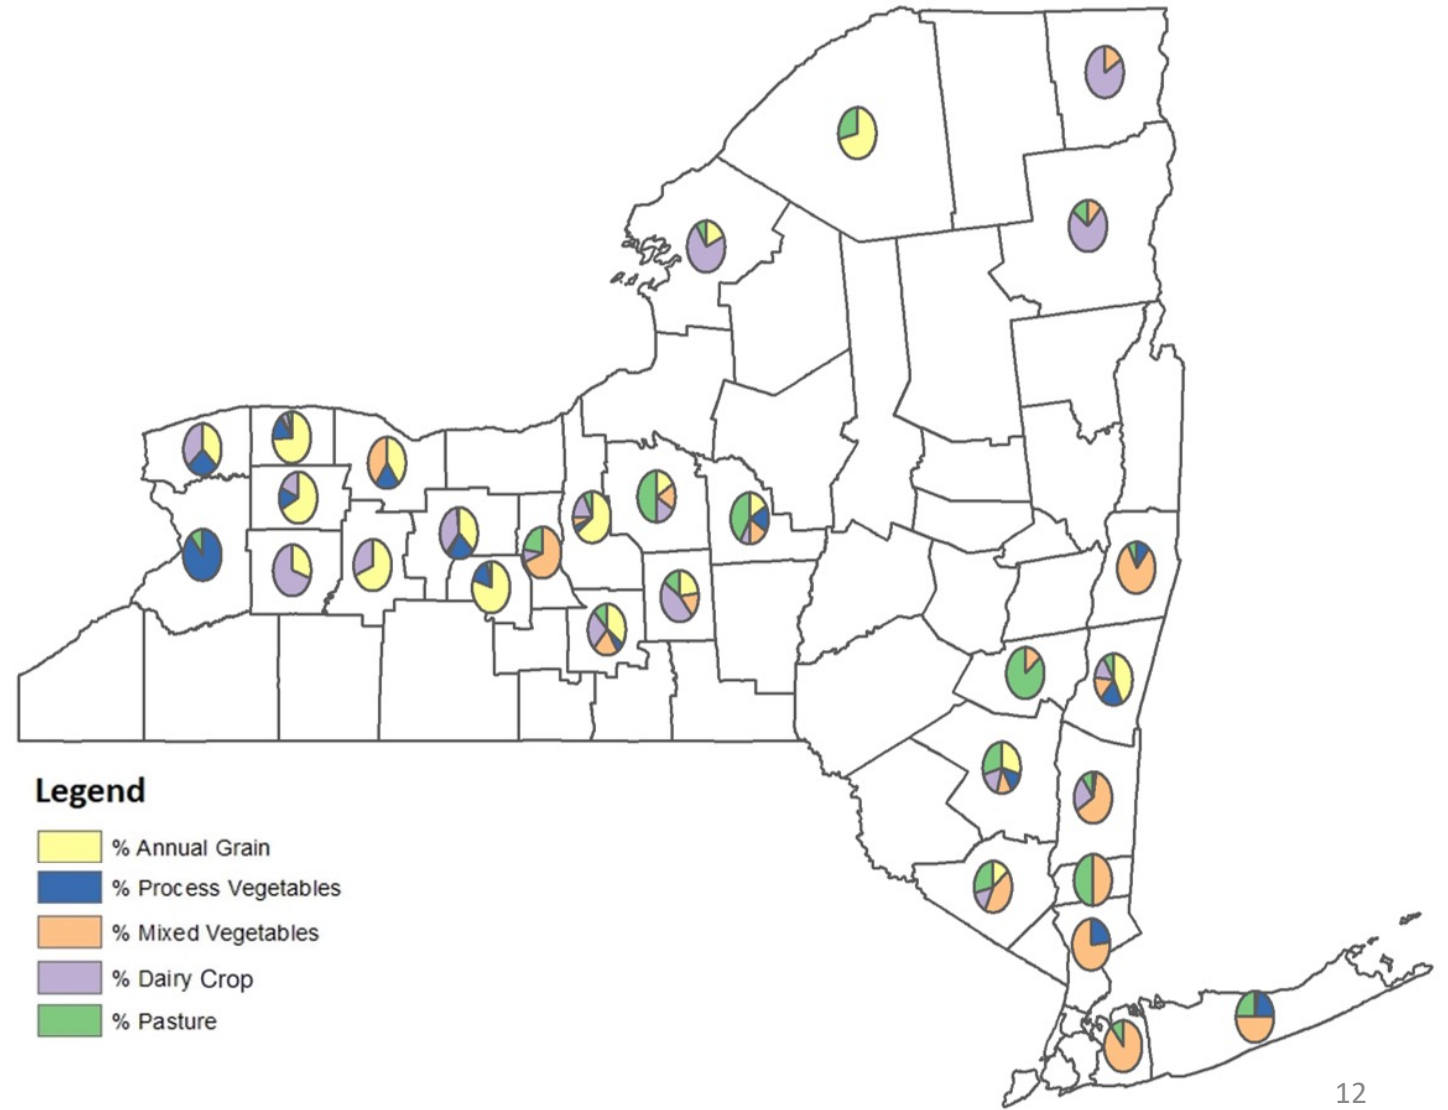 Legend
% Annual Grain
% Process Vegetables
% Mixed Vegetables
% Dairy Crop
% Pasture
12